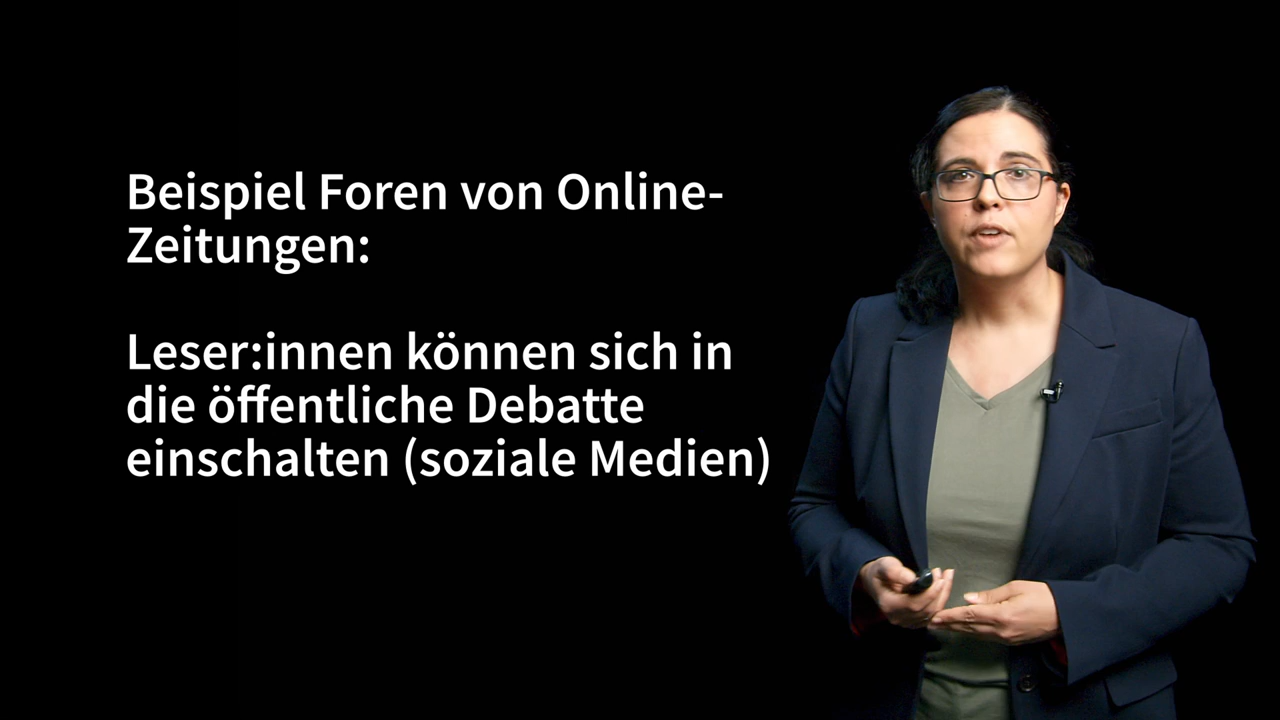 Beispiel Foren von Online-
Zeitungen:
Leser:innen können sich in
die öffentliche Debatte
einschalten (soziale Medien)